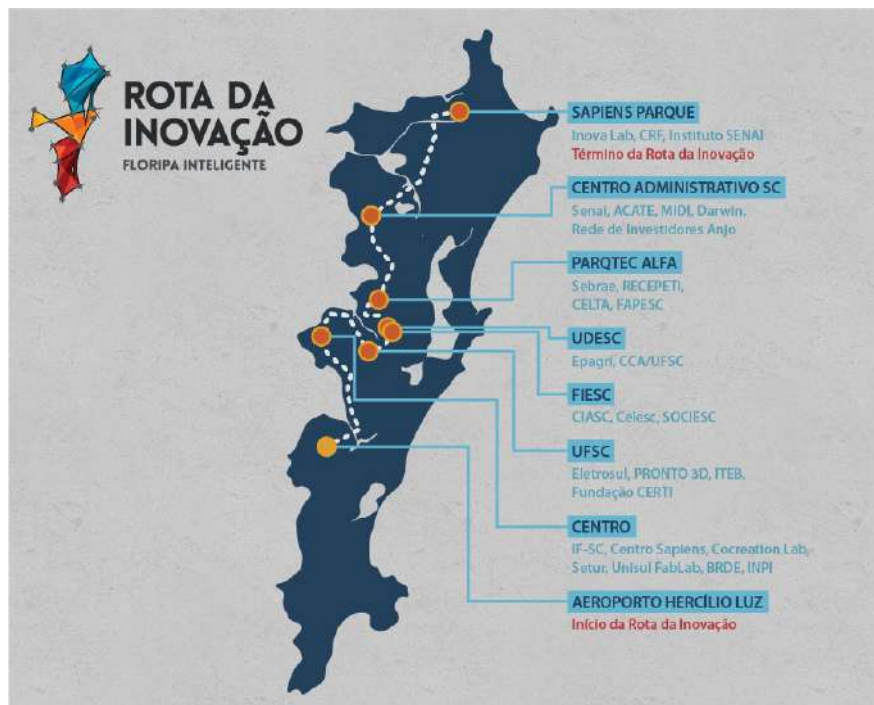 ROTA DA
INOVAÇÃO
FLORIPA INTELIGENTE
SAPIENS PARQUE
Inova Lab, CRF, Instituto SENAI
Término da Rota da Inovação
CENTRO ADMINISTRATIVO SC
Senai, ACATE, MIDI, Darwin,
Rede de Investidores Anjo
PARQTEC ALFA
Sebrae, RECEPETI,
CELTA, FAPESC
UDESC
Epagri, CCA/UFSC
FIESC
CIASC, Celesc, SOCIESC
UFSC
Eletrosul, PRONTO 3D, ITEB,
Fundação CERTI
CENTRO
IF-SC, Centro Sapiens, Cocreation Lab,
Setur, Unisul FabLab, BRDE, INPI
AEROPORTO HERCÍLIO LUZ
Início da Rota da Inovação